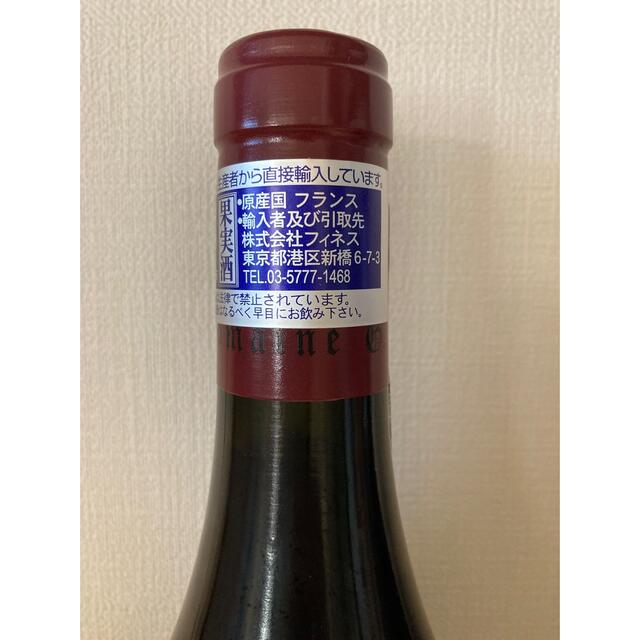 生産者から直接輸入しています。
果実酒
•原産国 フランス
•輸入者及び引取先
株式会社フィネス
東京都港区新橋6-7-3
TEL.03-5777-1468
法律で禁止されています。
はなるべく早目にお飲み下さい。
maine G